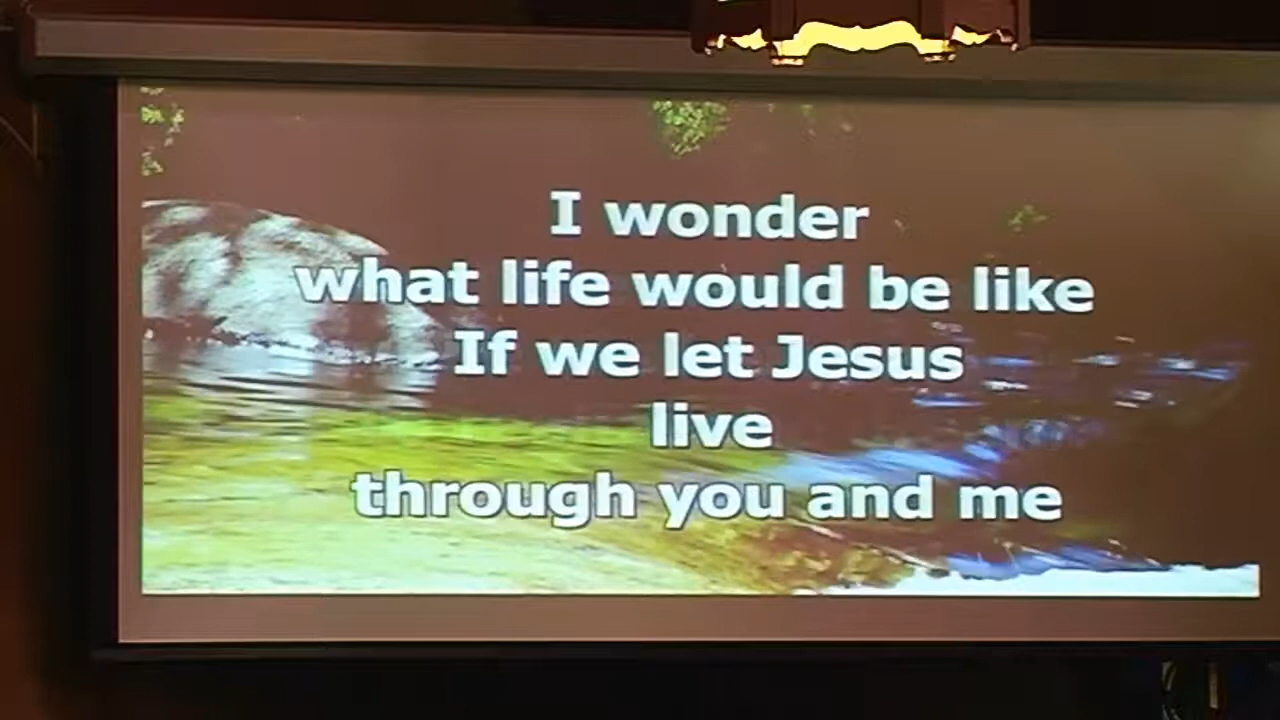 I wonder
what life would be like
If we let Jesus
live
through you and me